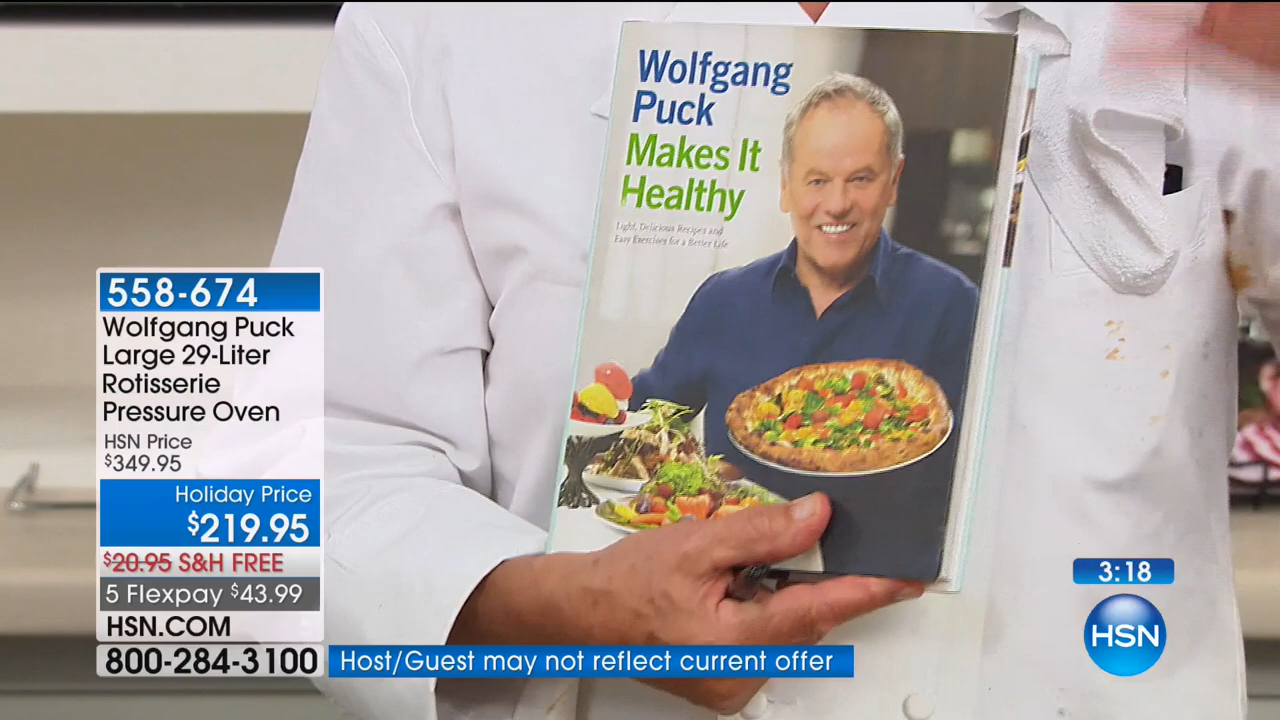 Wolfgang
Puck
Makes It
Healthy
Light, Delicious Recipes and
Easy Exercises for a Better Life
558-674
Wolfgang Puck
Large 29-Liter
Rotisserie
Pressure Oven
HSN Price
$349.95
Holiday Price
$219.95
$20.95 S&H FREE
5 Flexpay $43.99
HSN.COM
800-284-3100
Host/Guest may not reflect current offer
3:18
HSN